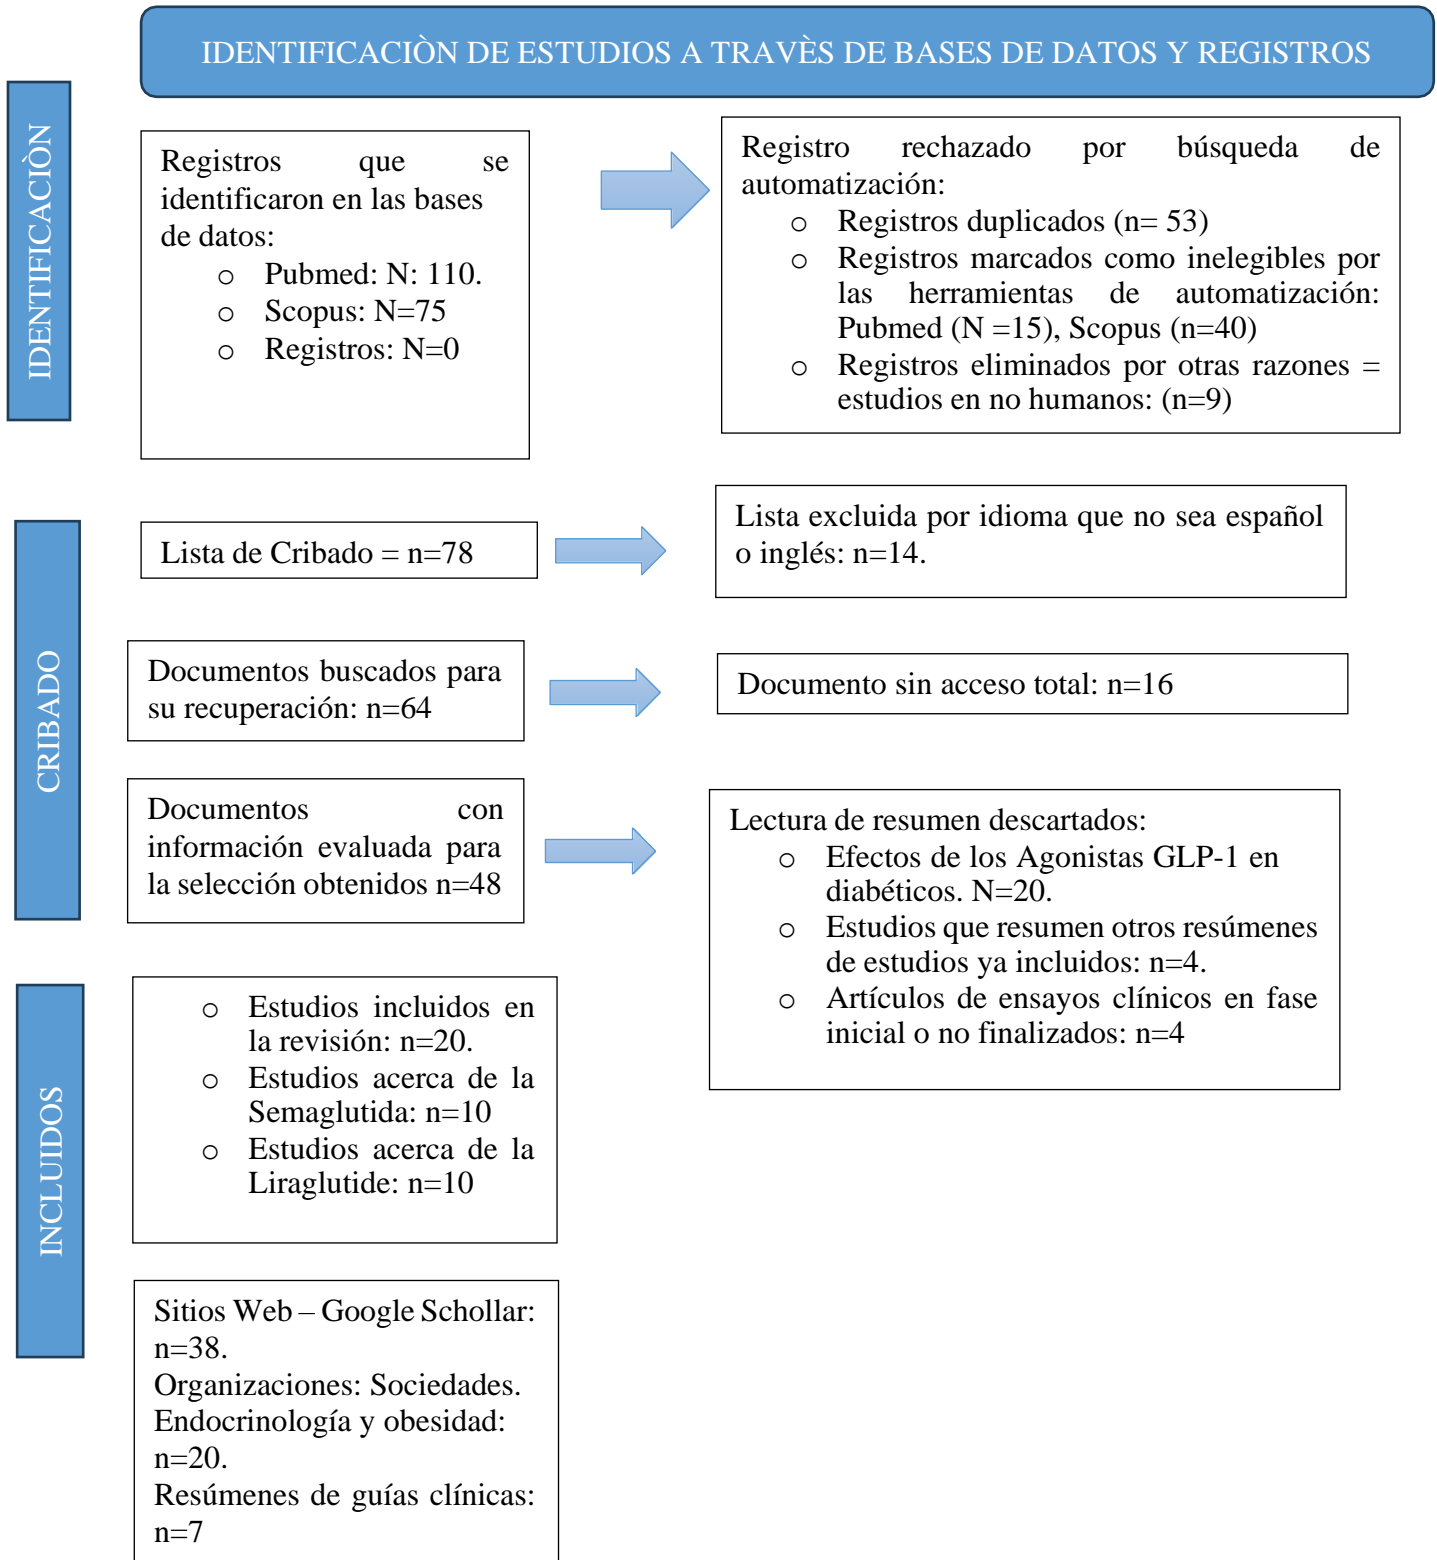 IDENTIFICACIÒN DE ESTUDIOS A TRAVÈS DE BASES DE DATOS Y REGISTROS
IDENTIFICACIÒN
Registros que se
identificaron en las bases
de datos:
o Pubmed: N: 110.
o Scopus: N=75
o Registros: N=0
Registro rechazado por búsqueda de
automatización:
o Registros duplicados (n= 53)
o Registros marcados como inelegibles por
las herramientas de automatización:
Pubmed (N =15), Scopus (n=40)
o Registros eliminados por otras razones =
estudios en no humanos: (n=9)
CRIBADO
Lista de Cribado = n=78
Lista excluida por idioma que no sea español
o inglés: n=14.
Documentos buscados para
su recuperación: n=64
Documento sin acceso total: n=16
Documentos con
información evaluada para
la selección obtenidos n=48
Lectura de resumen descartados:
o Efectos de los Agonistas GLP-1 en
diabéticos. N=20.
o Estudios que resumen otros resúmenes
de estudios ya incluidos: n=4.
o Artículos de ensayos clínicos en fase
inicial o no finalizados: n=4
INCLUIDOS
o Estudios incluidos en
la revisión: n=20.
o Estudios acerca de la
Semaglutida: n=10
o Estudios acerca de la
Liraglutide: n=10
Sitios Web – Google Schollar:
n=38.
Organizaciones: Sociedades.
Endocrinología y obesidad:
n=20.
Resúmenes de guías clínicas:
n=7